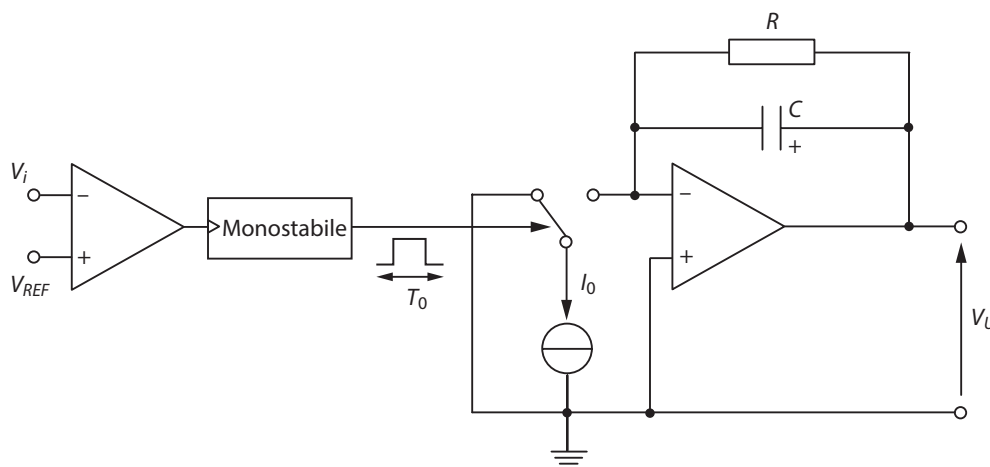 R
C
+
V_i
−
Monostabile
+
V_REF
T_0
I_0
−
+
V_U